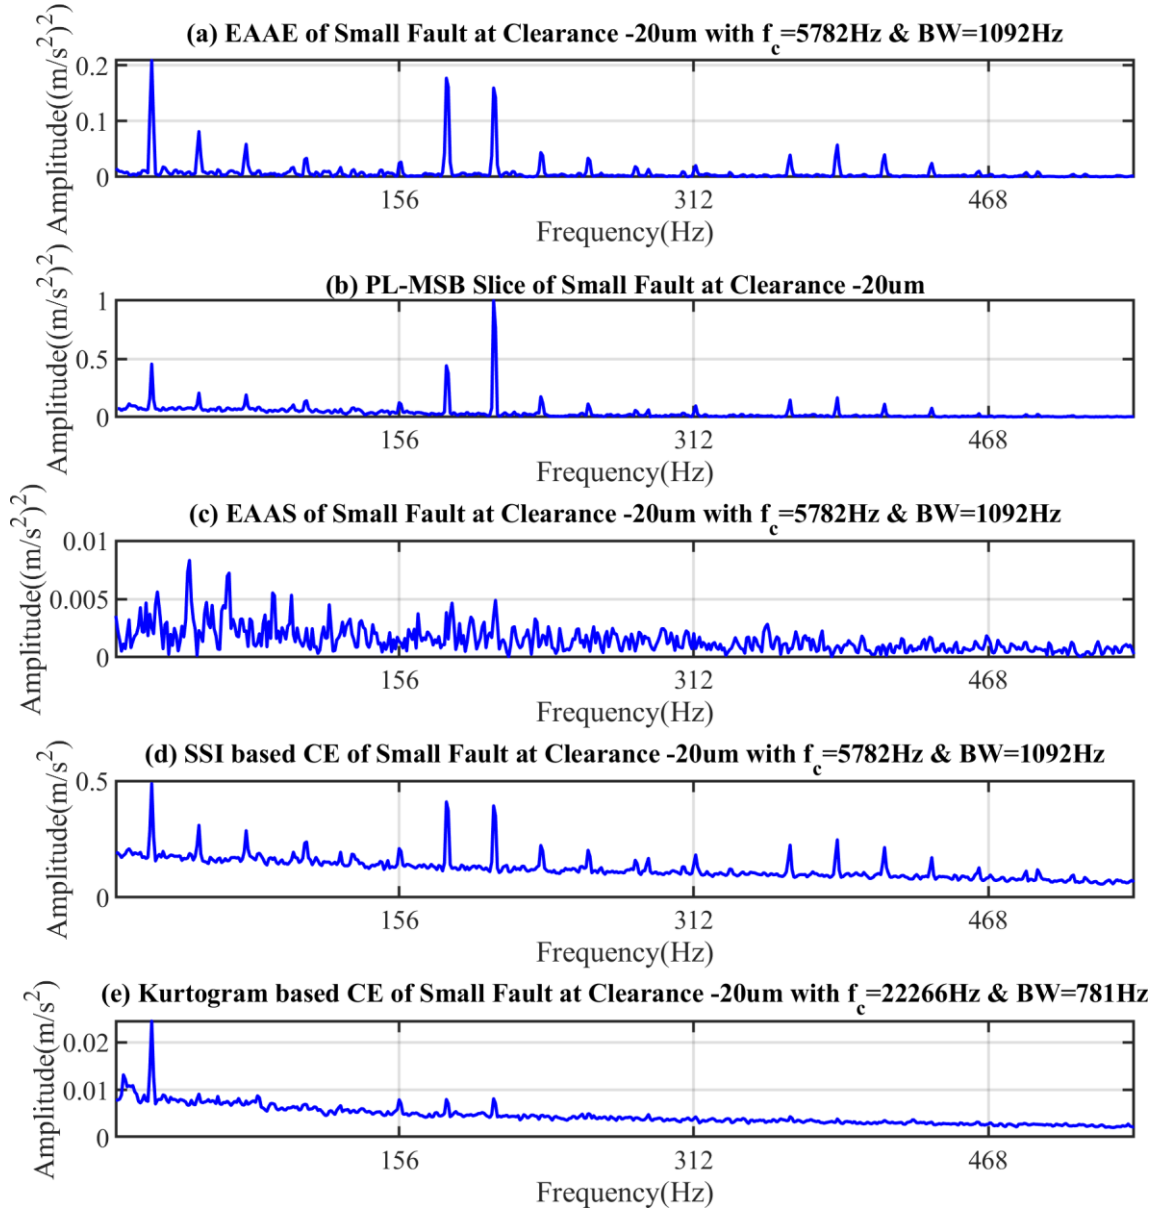 (a) EAAE of Small Fault at Clearance -20um with f_c=5782Hz & BW=1092Hz
Amplitude((m/s²)²)
0.2
0.1
0
156 312 468
Frequency(Hz)
(b) PL-MSB Slice of Small Fault at Clearance -20um
Amplitude((m/s²)²)
1
0.5
0
156 312 468
Frequency(Hz)
(c) EAAS of Small Fault at Clearance -20um with f_c=5782Hz & BW=1092Hz
Amplitude((m/s²)²)
0.01
0.005
0
156 312 468
Frequency(Hz)
(d) SSI based CE of Small Fault at Clearance -20um with f_c=5782Hz & BW=1092Hz
Amplitude(m/s²)
0.5
0
156 312 468
Frequency(Hz)
(e) Kurtogram based CE of Small Fault at Clearance -20um with f_c=22266Hz & BW=781Hz
Amplitude(m/s²)
0.02
0.01
0
156 312 468
Frequency(Hz)